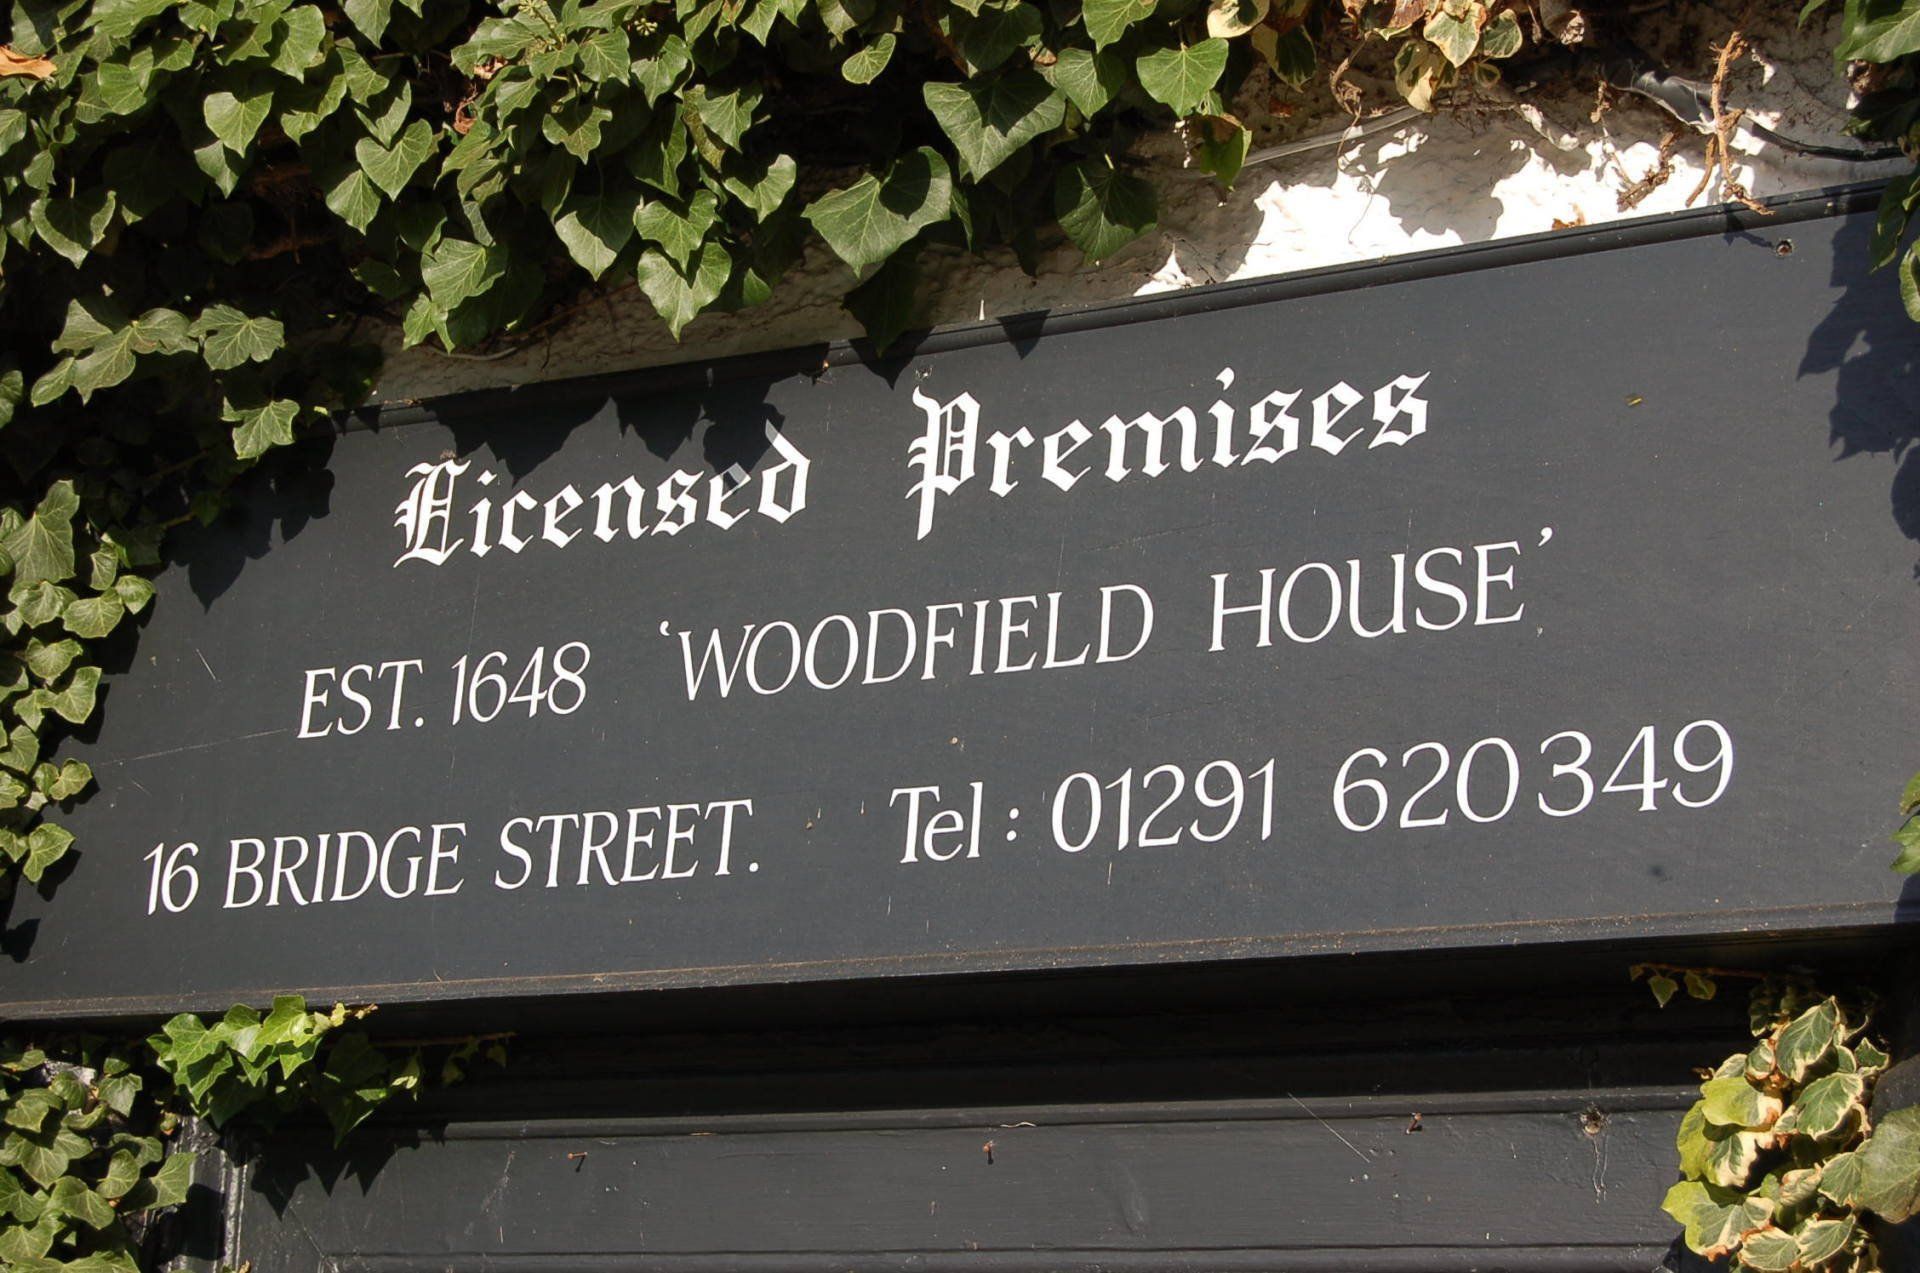 Licensed Premises
EST. 1648 ‘WOODFIELD HOUSE’
16 BRIDGE STREET. Tel: 01291 620349